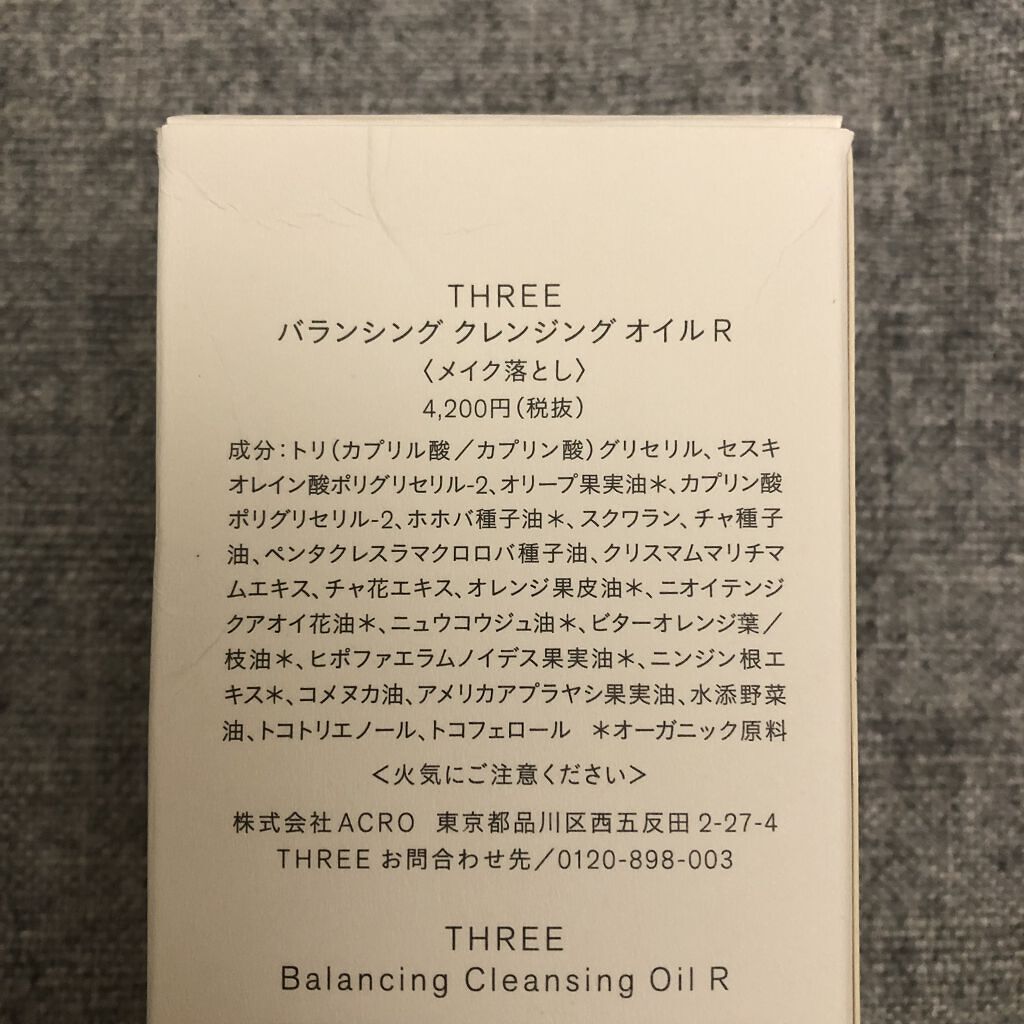 THREE
バランシング クレンジング オイル R
〈メイク落とし〉
4,200円(税抜)
成分:トリ(カプリル酸/カプリン酸)グリセリル、セスキ
オレイン酸ポリグリセリル-2、オリーブ果実油*、カプリン酸
ポリグリセリル-2、ホホバ種子油*、スクワラン、チャ種子
油、ペンタクレスラマクロロバ種子油、クリスマムマリチマ
ムエキス、チャ花エキス、オレンジ果皮油*、ニオイテンジ
クアオイ花油*、ニュウコウジュ油*、ビターオレンジ葉/
枝油*、ヒポファエラムノイデス果実油*、ニンジン根エ
キス*、コメヌカ油、アメリカアブラヤシ果実油、水添野菜
油、トコトリエノール、トコフェロール *オーガニック原料
<火気にご注意ください>
株式会社ACRO 東京都品川区西五反田 2-27-4
THREE お問合わせ先/0120-898-003
THREE
Balancing Cleansing Oil R